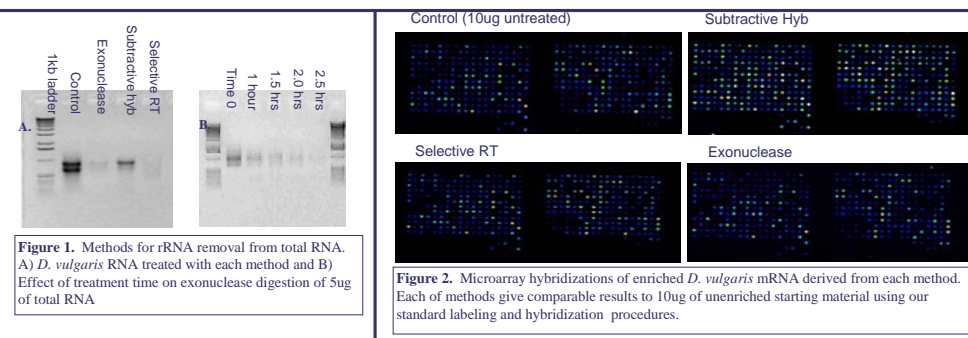 1kb ladder
Control
Exonuclease
Subtractive hyb
Selective RT
A.
Time 0
1 hour
1.5 hrs
2.0 hrs
2.5 hrs
B.
Figure 1. Methods for rRNA removal from total RNA.
A) D. vulgaris RNA treated with each method and B)
Effect of treatment time on exonuclease digestion of 5ug
of total RNA
Control (10ug untreated)
Subtractive Hyb
Selective RT
Exonuclease
Figure 2. Microarray hybridizations of enriched D. vulgaris mRNA derived from each method.
Each of methods give comparable results to 10ug of unenriched starting material using our
standard labeling and hybridization procedures.